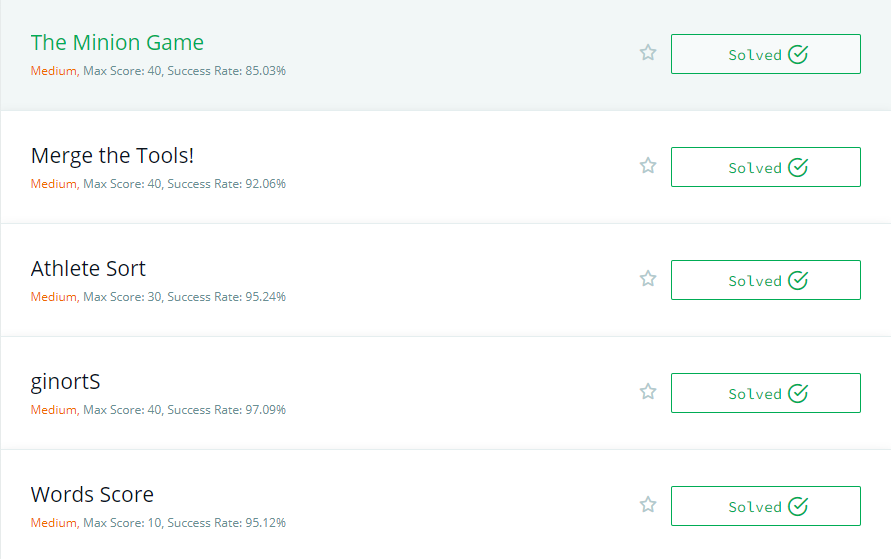 The Minion Game
Solved
Medium, Max Score: 40, Success Rate: 85.03%
Merge the Tools!
Solved
Medium, Max Score: 40, Success Rate: 92.06%
Athlete Sort
Solved
Medium, Max Score: 30, Success Rate: 95.24%
ginortS
Solved
Medium, Max Score: 40, Success Rate: 97.09%
Words Score
Solved
Medium, Max Score: 10, Success Rate: 95.12%